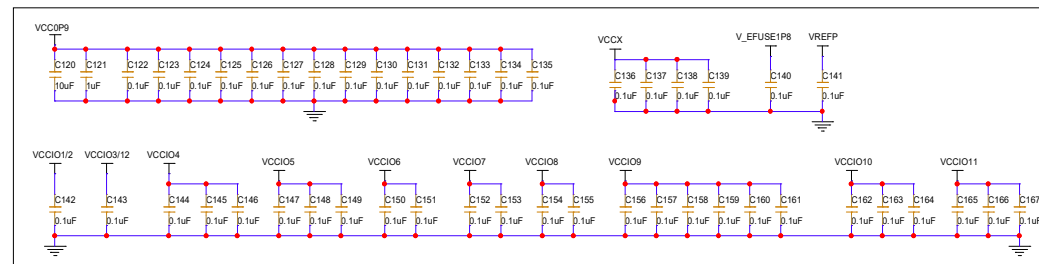 VCC0P9
VCCX
V_EFUSE1P8
VREFP
C120 C121 C122 C123 C124 C125 C126 C127 C128 C129 C130 C131 C132 C133 C134 C135
10uF 1uF 0.1uF 0.1uF 0.1uF 0.1uF 0.1uF 0.1uF 0.1uF 0.1uF 0.1uF 0.1uF 0.1uF 0.1uF 0.1uF 0.1uF
C136 C137 C138 C139 C140 C141
0.1uF 0.1uF 0.1uF 0.1uF 0.1uF 0.1uF
VCCIO1/2 VCCIO3/12 VCCIO4 VCCIO5 VCCIO6 VCCIO7 VCCIO8 VCCIO9 VCCIO10 VCCIO11
C142 C143 C144 C145 C146 C147 C148 C149 C150 C151 C152 C153 C154 C155 C156 C157 C158 C159 C160 C161 C162 C163 C164 C165 C166 C167
0.1uF 0.1uF 0.1uF 0.1uF 0.1uF 0.1uF 0.1uF 0.1uF 0.1uF 0.1uF 0.1uF 0.1uF 0.1uF 0.1uF 0.1uF 0.1uF 0.1uF 0.1uF 0.1uF 0.1uF 0.1uF 0.1uF 0.1uF 0.1uF 0.1uF 0.1uF